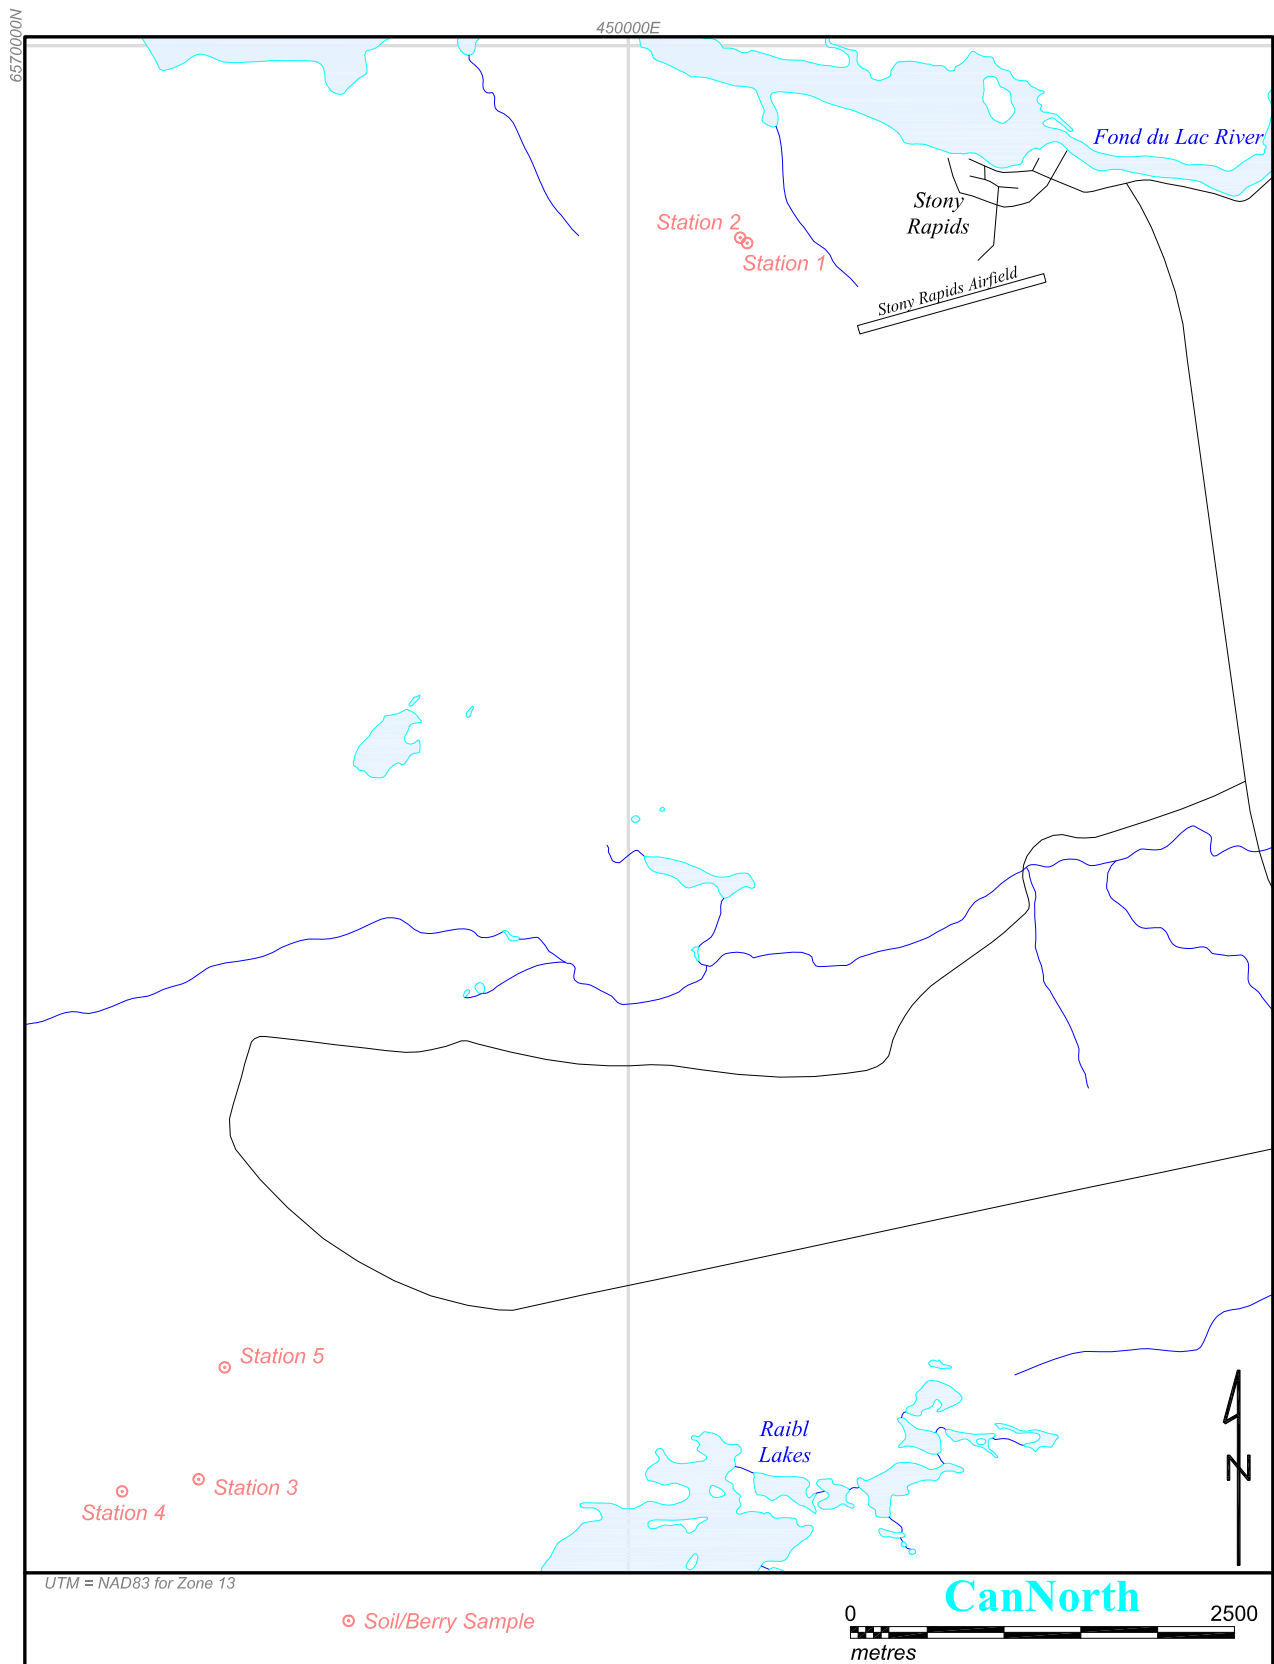 450000E
6570000N
Fond du Lac River
Stony
Rapids
Station 2
Station 1
Stony Rapids Airfield
Station 5
Raibl
Lakes
Station 3
Station 4
N
UTM = NAD83 for Zone 13
CanNorth
Soil/Berry Sample
0 2500
metres